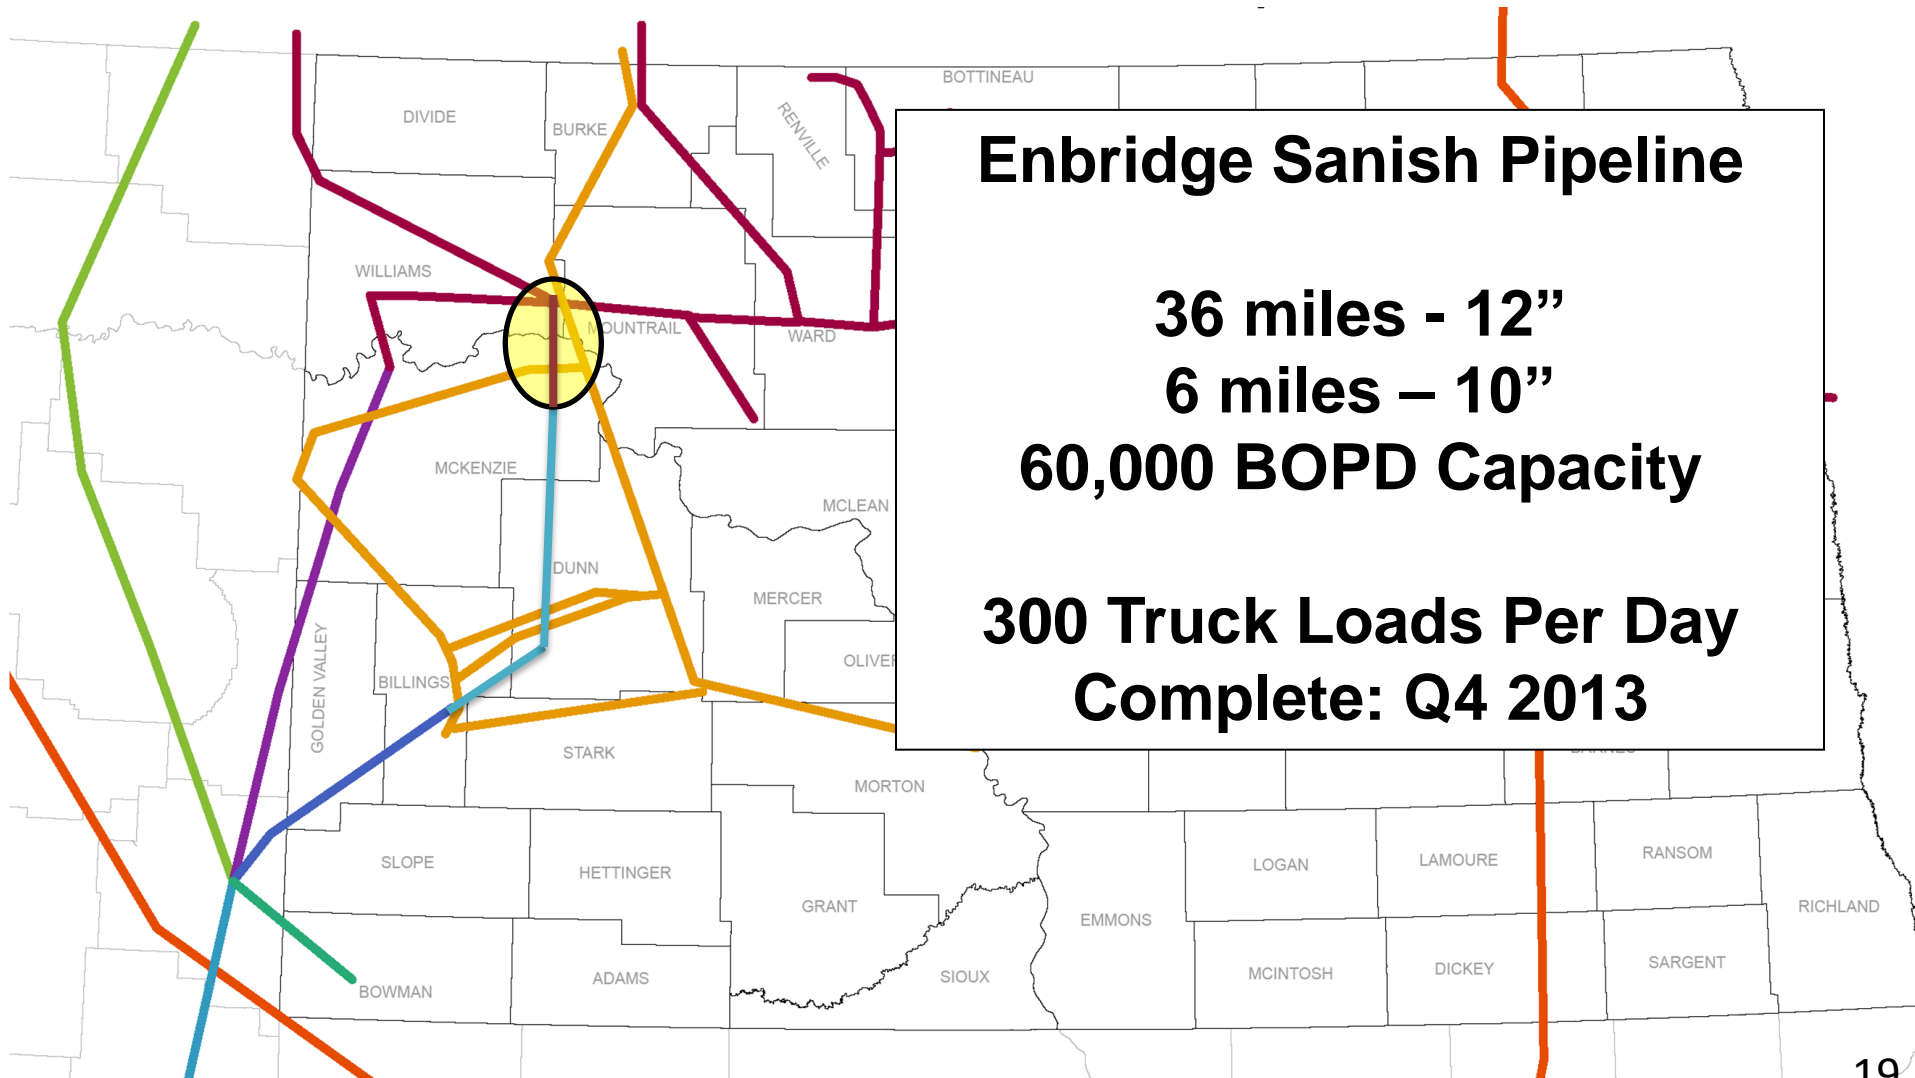 BOTTINEAU
DIVIDE
BURKE
RENVILLE
Enbridge Sanish Pipeline
36 miles - 12”
6 miles – 10”
60,000 BOPD Capacity
300 Truck Loads Per Day
Complete: Q4 2013
WILLIAMS
MOUNTRAIL
WARD
MCKENZIE
MCLEAN
DUNN
MERCER
OLIVER
GOLDEN VALLEY
BILLINGS
STARK
MORTON
SLOPE
HETTINGER
LOGAN
LAMOURE
RANSOM
GRANT
EMMONS
RICHLAND
BOWMAN
ADAMS
SIOUX
MCINTOSH
DICKEY
SARGENT
19